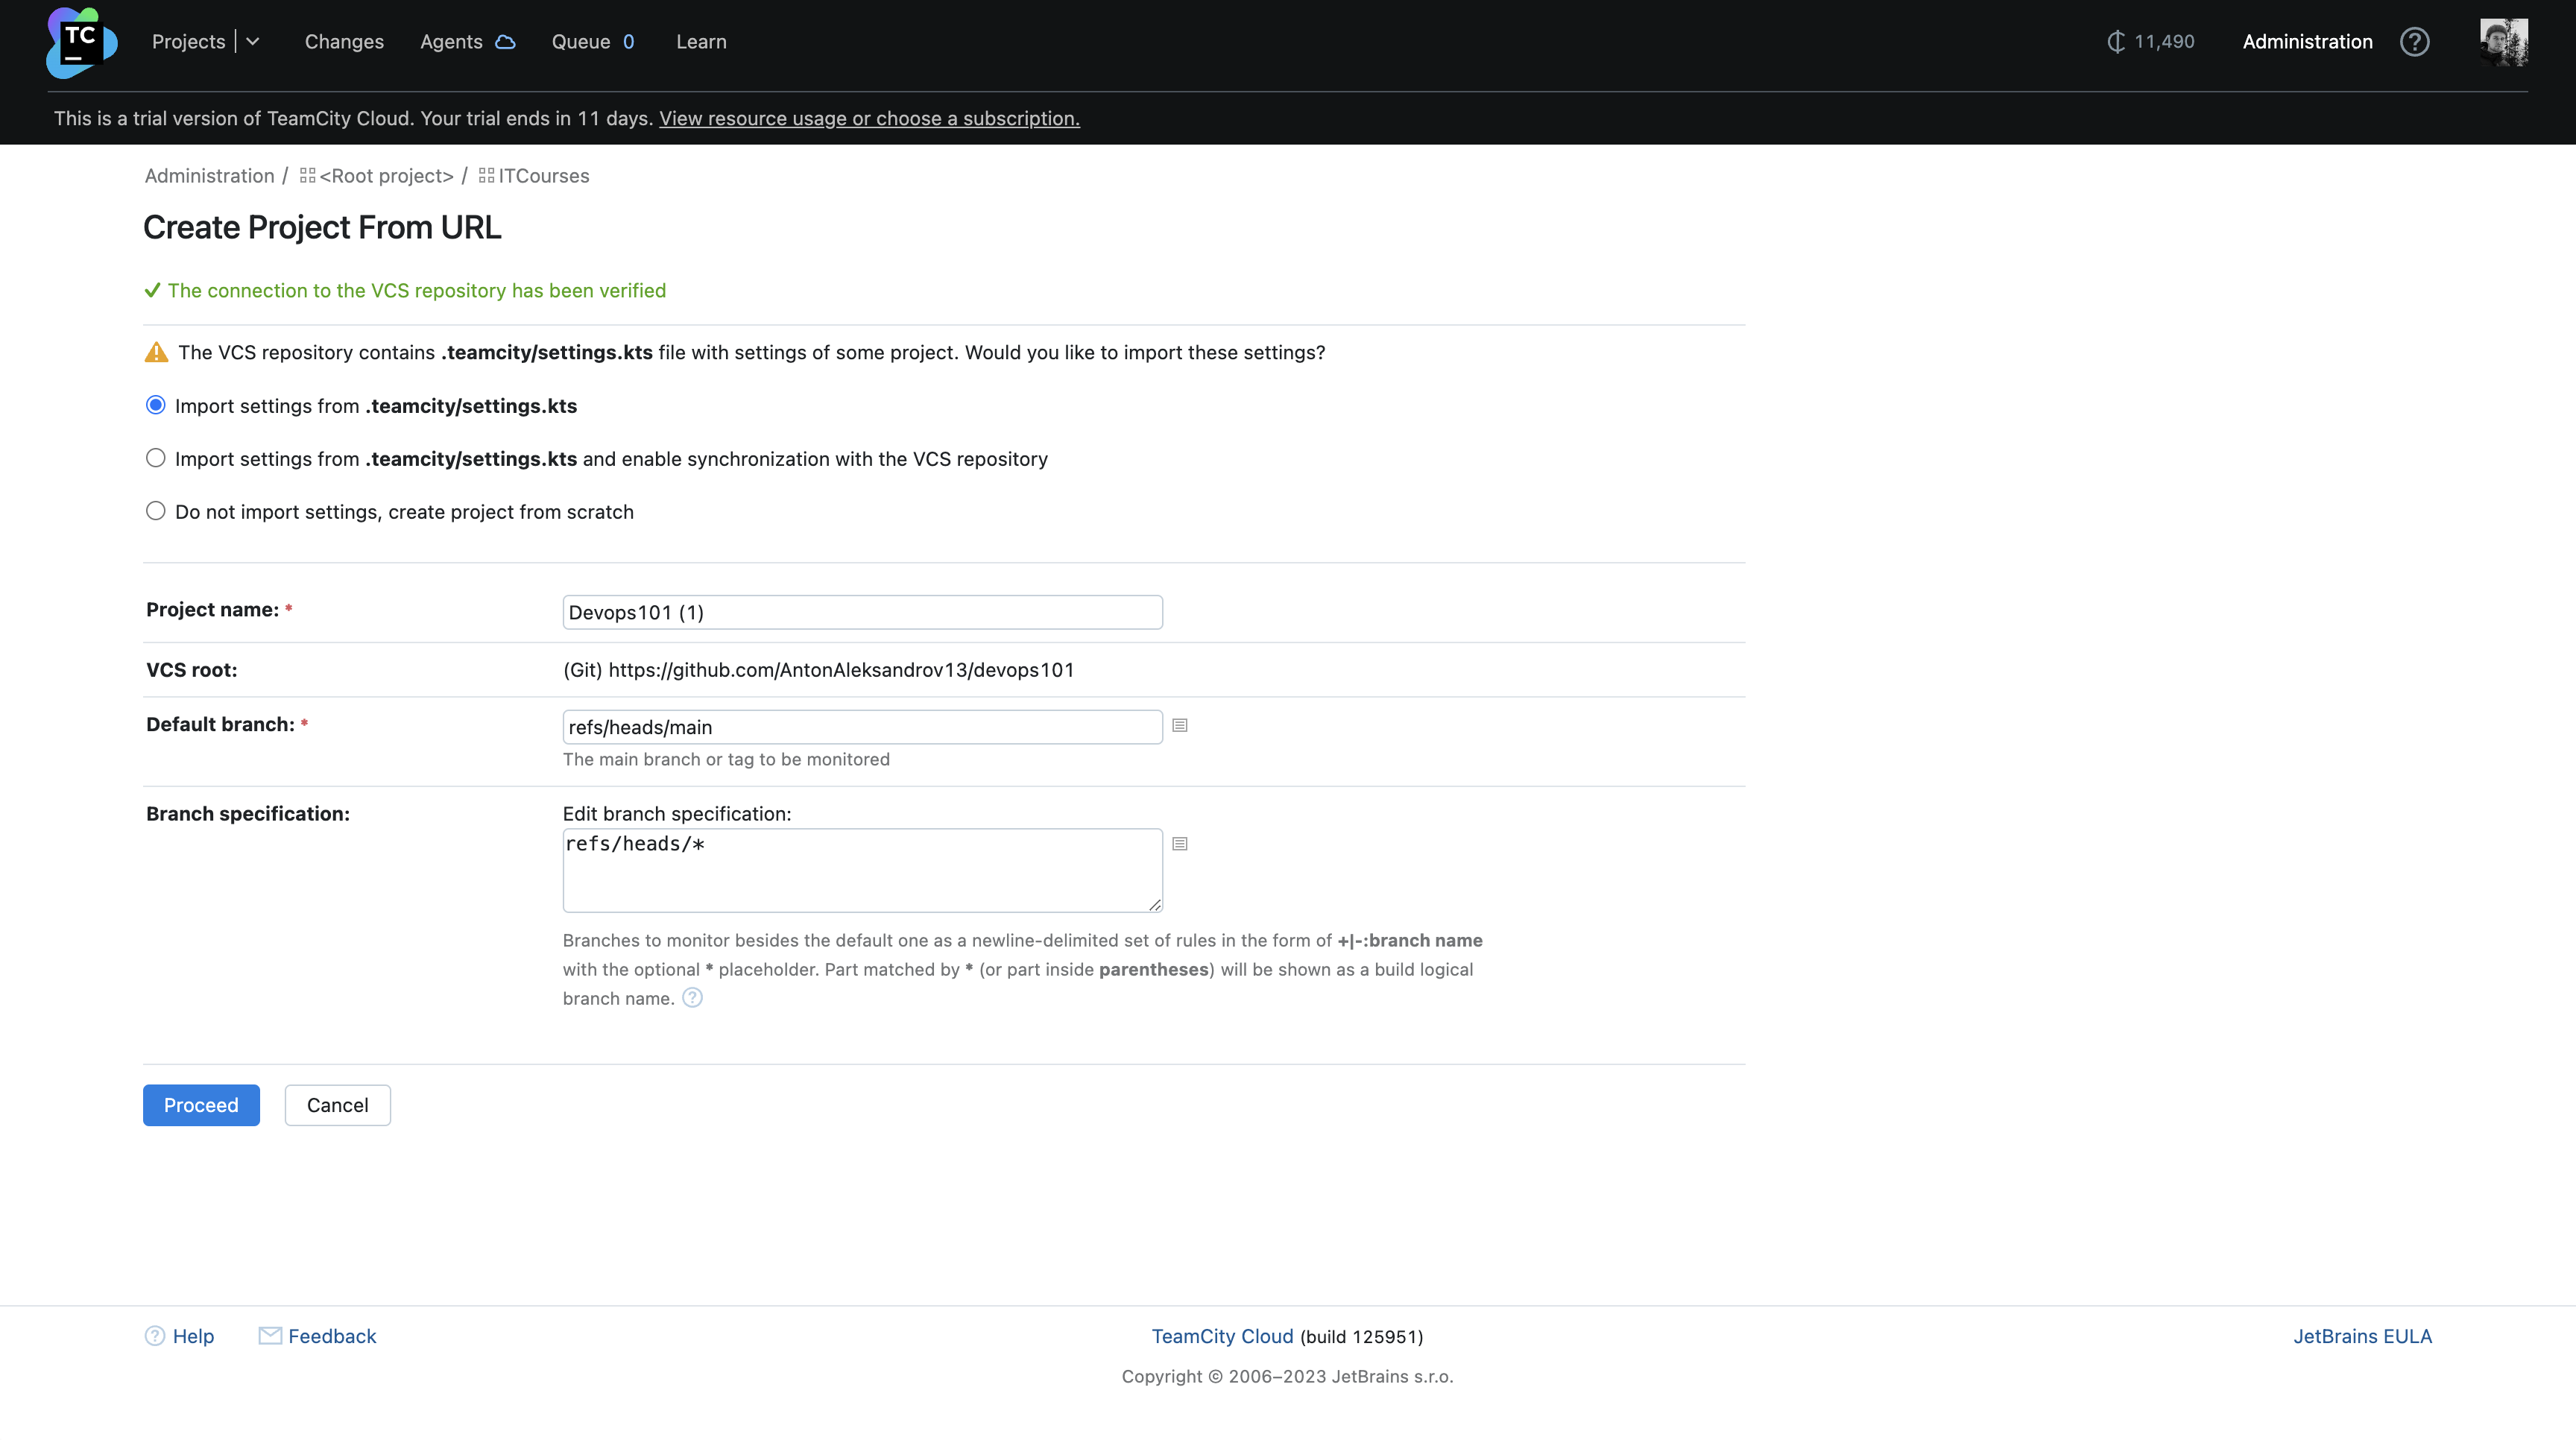 TC
Projects
Changes
Agents
Queue 0
Learn
11,490
Administration
This is a trial version of TeamCity Cloud. Your trial ends in 11 days. View resource usage or choose a subscription.
Administration / <Root project> / ITCourses
Create Project From URL
The connection to the VCS repository has been verified
The VCS repository contains .teamcity/settings.kts file with settings of some project. Would you like to import these settings?
Import settings from .teamcity/settings.kts
Import settings from .teamcity/settings.kts and enable synchronization with the VCS repository
Do not import settings, create project from scratch
Project name: *
Devops101 (1)
VCS root:
(Git) https://github.com/AntonAleksandrov13/devops101
Default branch: *
refs/heads/main
The main branch or tag to be monitored
Branch specification:
Edit branch specification:
refs/heads/*
Branches to monitor besides the default one as a newline-delimited set of rules in the form of +|-:branch name
with the optional * placeholder. Part matched by * (or part inside parentheses) will be shown as a build logical
branch name. ?
Proceed
Cancel
? Help
Feedback
TeamCity Cloud (build 125951)
JetBrains EULA
Copyright © 2006–2023 JetBrains s.r.o.